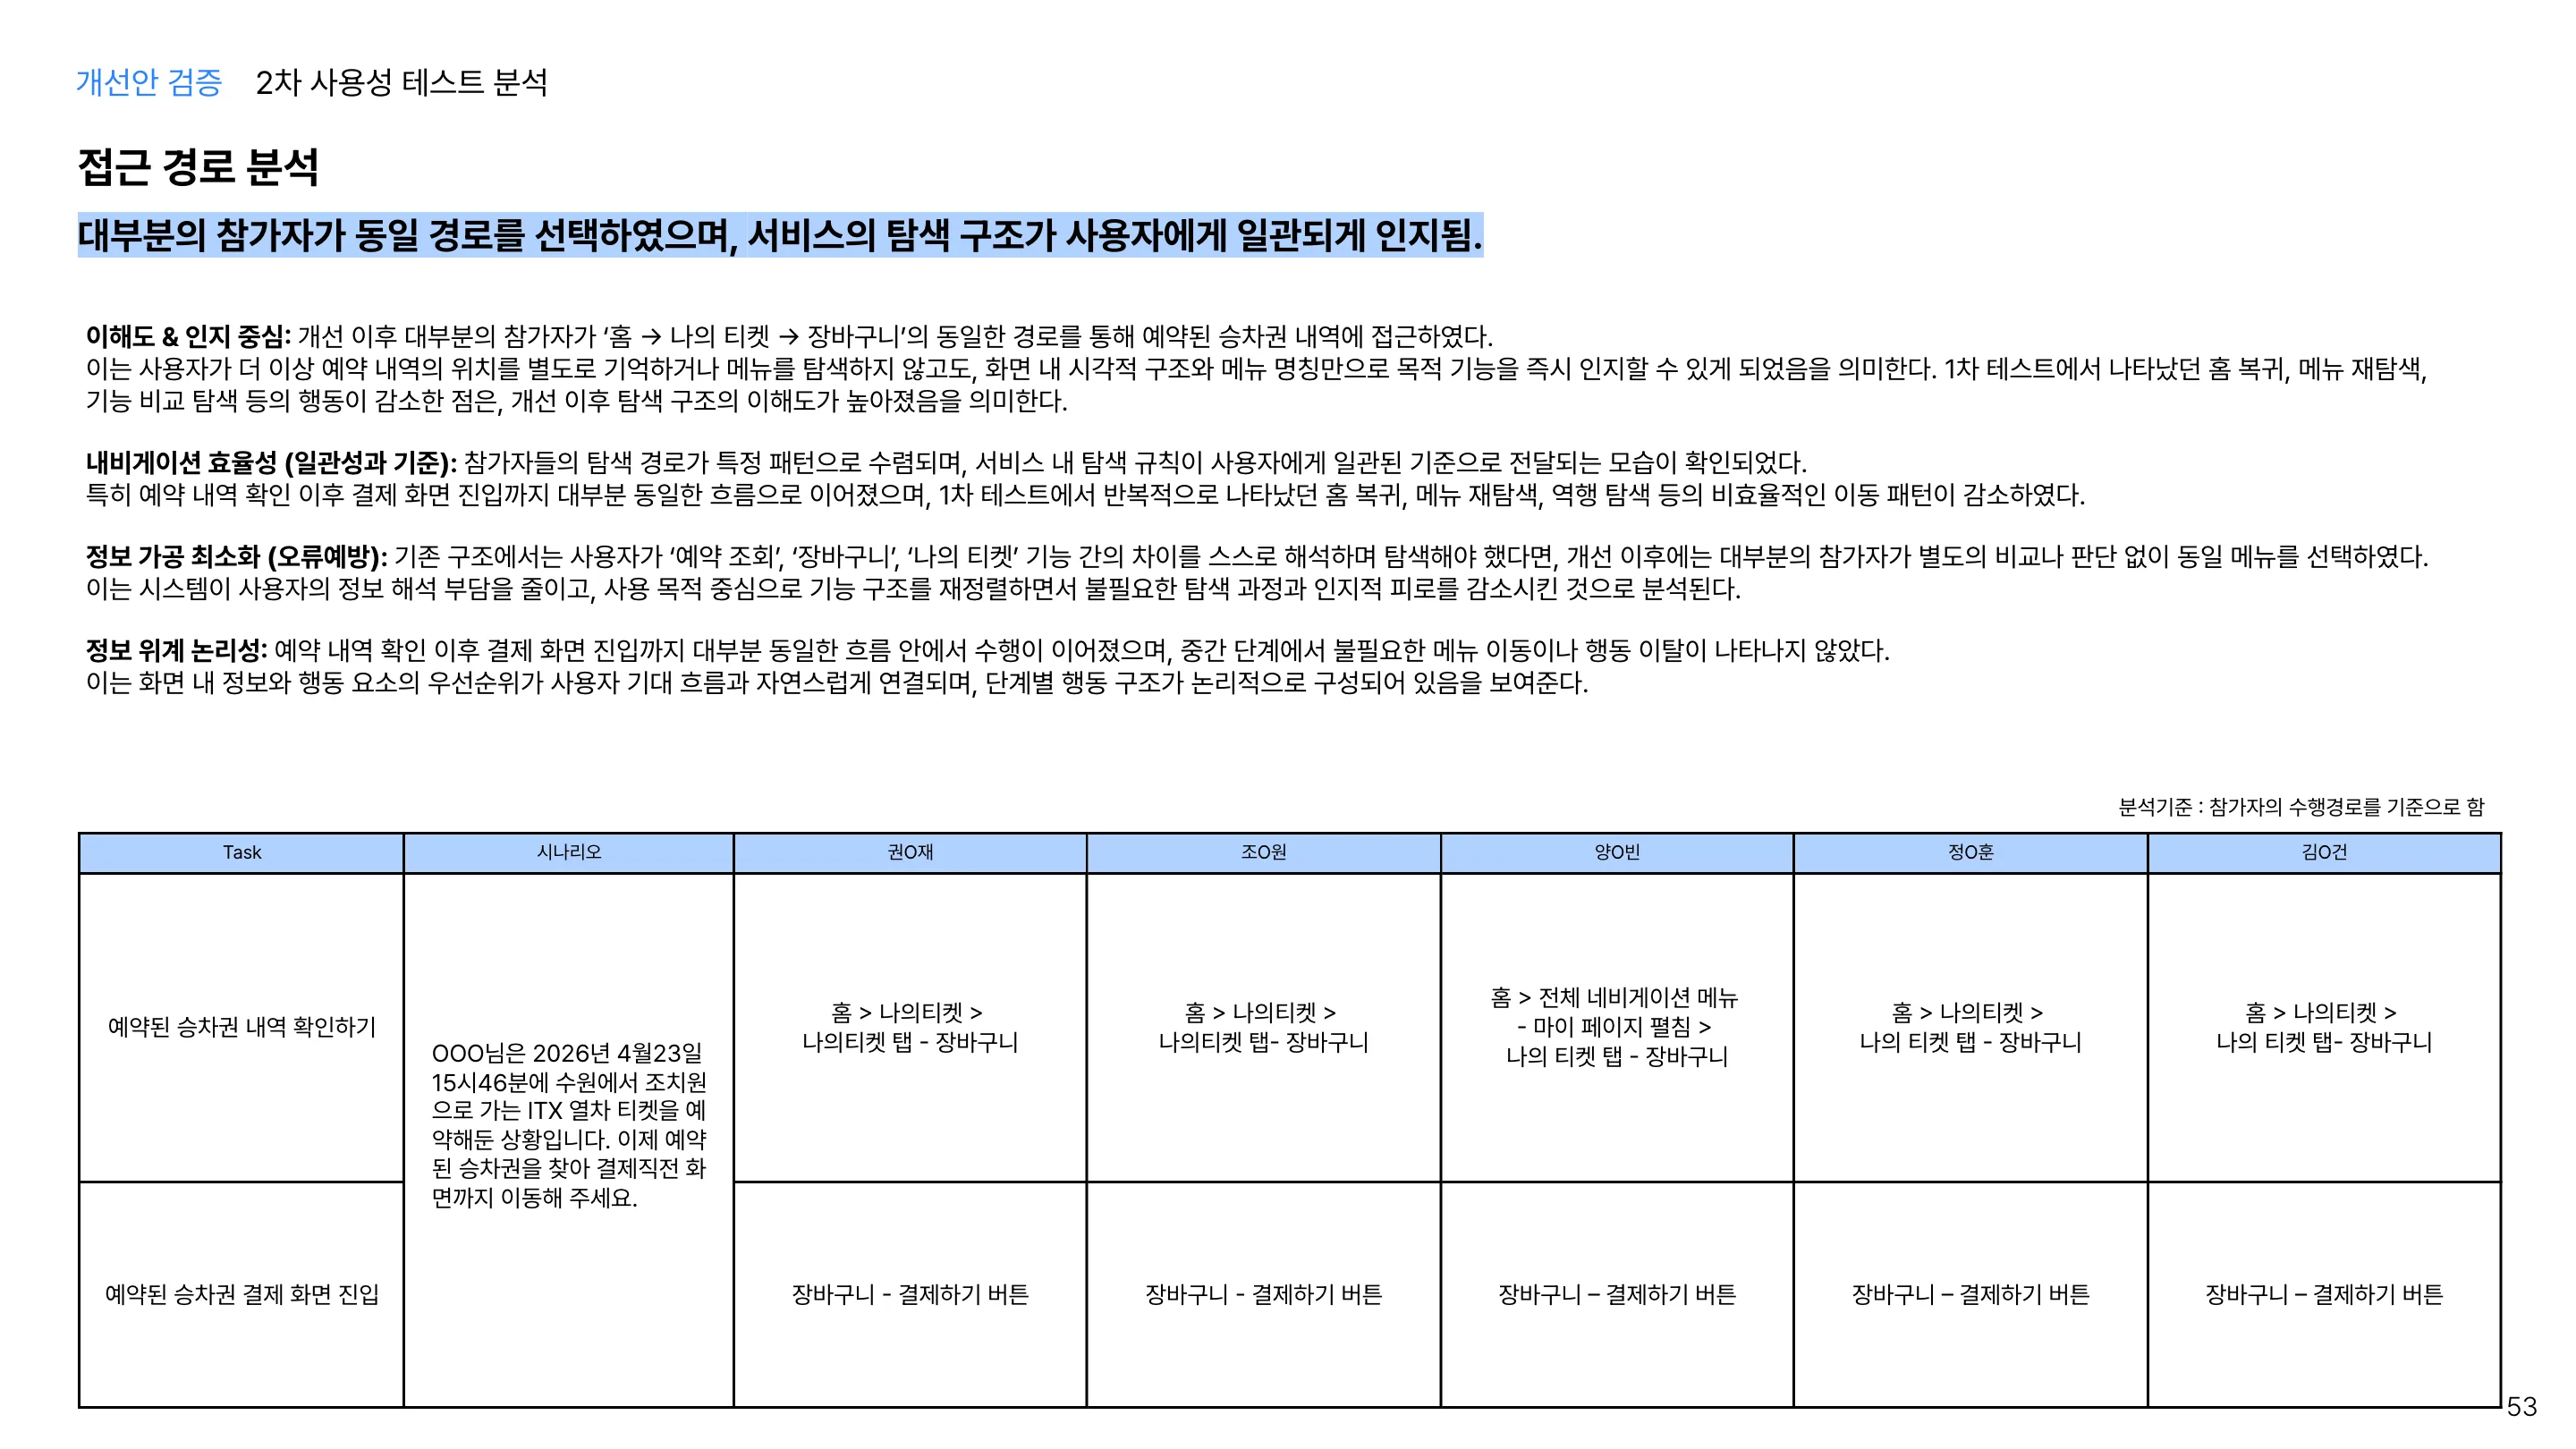 개선안 검증 2차 사용성 테스트 분석
접근 경로 분석
대부분의 참가자가 동일 경로를 선택하였으며, 서비스의 탐색 구조가 사용자에게 일관되게 인지됨.
이해도 & 인지 중심: 개선 이후 대부분의 참가자가 ‘홈 → 나의 티켓 → 장바구니’의 동일한 경로를 통해 예약된 승차권 내역에 접근하였다.
이는 사용자가 더 이상 예약 내역의 위치를 별도로 기억하거나 메뉴를 탐색하지 않고도, 화면 내 시각적 구조와 메뉴 명칭만으로 목적 기능을 즉시 인지할 수 있게 되었음을 의미한다. 1차 테스트에서 나타났던 홈 복귀, 메뉴 재탐색,
기능 비교 탐색 등의 행동이 감소한 점은, 개선 이후 탐색 구조의 이해도가 높아졌음을 의미한다.
내비게이션 효율성 (일관성과 기준): 참가자들의 탐색 경로가 특정 패턴으로 수렴되며, 서비스 내 탐색 규칙이 사용자에게 일관된 기준으로 전달되는 모습이 확인되었다.
특히 예약 내역 확인 이후 결제 화면 진입까지 대부분 동일한 흐름으로 이어졌으며, 1차 테스트에서 반복적으로 나타났던 홈 복귀, 메뉴 재탐색, 역행 탐색 등의 비효율적인 이동 패턴이 감소하였다.
정보 가공 최소화 (오류예방): 기존 구조에서는 사용자가 ‘예약 조회’, ‘장바구니’, ‘나의 티켓’ 기능 간의 차이를 스스로 해석하며 탐색해야 했다면, 개선 이후에는 대부분의 참가자가 별도의 비교나 판단 없이 동일 메뉴를 선택하였다.
이는 시스템이 사용자의 정보 해석 부담을 줄이고, 사용 목적 중심으로 기능 구조를 재정렬하면서 불필요한 탐색 과정과 인지적 피로를 감소시킨 것으로 분석된다.
정보 위계 논리성: 예약 내역 확인 이후 결제 화면 진입까지 대부분 동일한 흐름 안에서 수행이 이어졌으며, 중간 단계에서 불필요한 메뉴 이동이나 행동 이탈이 나타나지 않았다.
이는 화면 내 정보와 행동 요소의 우선순위가 사용자 기대 흐름과 자연스럽게 연결되며, 단계별 행동 구조가 논리적으로 구성되어 있음을 보여준다.
분석기준 : 참가자의 수행경로를 기준으로 함
Task 시나리오 권O재 조O원 양O빈 정O훈 김O건
예약된 승차권 내역 확인하기
OOO님은 2026년 4월23일
15시46분에 수원에서 조치원
으로 가는 ITX 열차 티켓을 예
약해둔 상황입니다. 이제 예약
된 승차권을 찾아 결제직전 화
면까지 이동해 주세요.
홈 > 나의티켓 >
나의티켓 탭 - 장바구니
홈 > 나의티켓 >
나의티켓 탭- 장바구니
홈 > 전체 네비게이션 메뉴
- 마이 페이지 펼침 >
나의 티켓 탭 - 장바구니
홈 > 나의티켓 >
나의 티켓 탭 - 장바구니
홈 > 나의티켓 >
나의 티켓 탭- 장바구니
예약된 승차권 결제 화면 진입
장바구니 - 결제하기 버튼
장바구니 - 결제하기 버튼
장바구니 – 결제하기 버튼
장바구니 – 결제하기 버튼
장바구니 – 결제하기 버튼
53